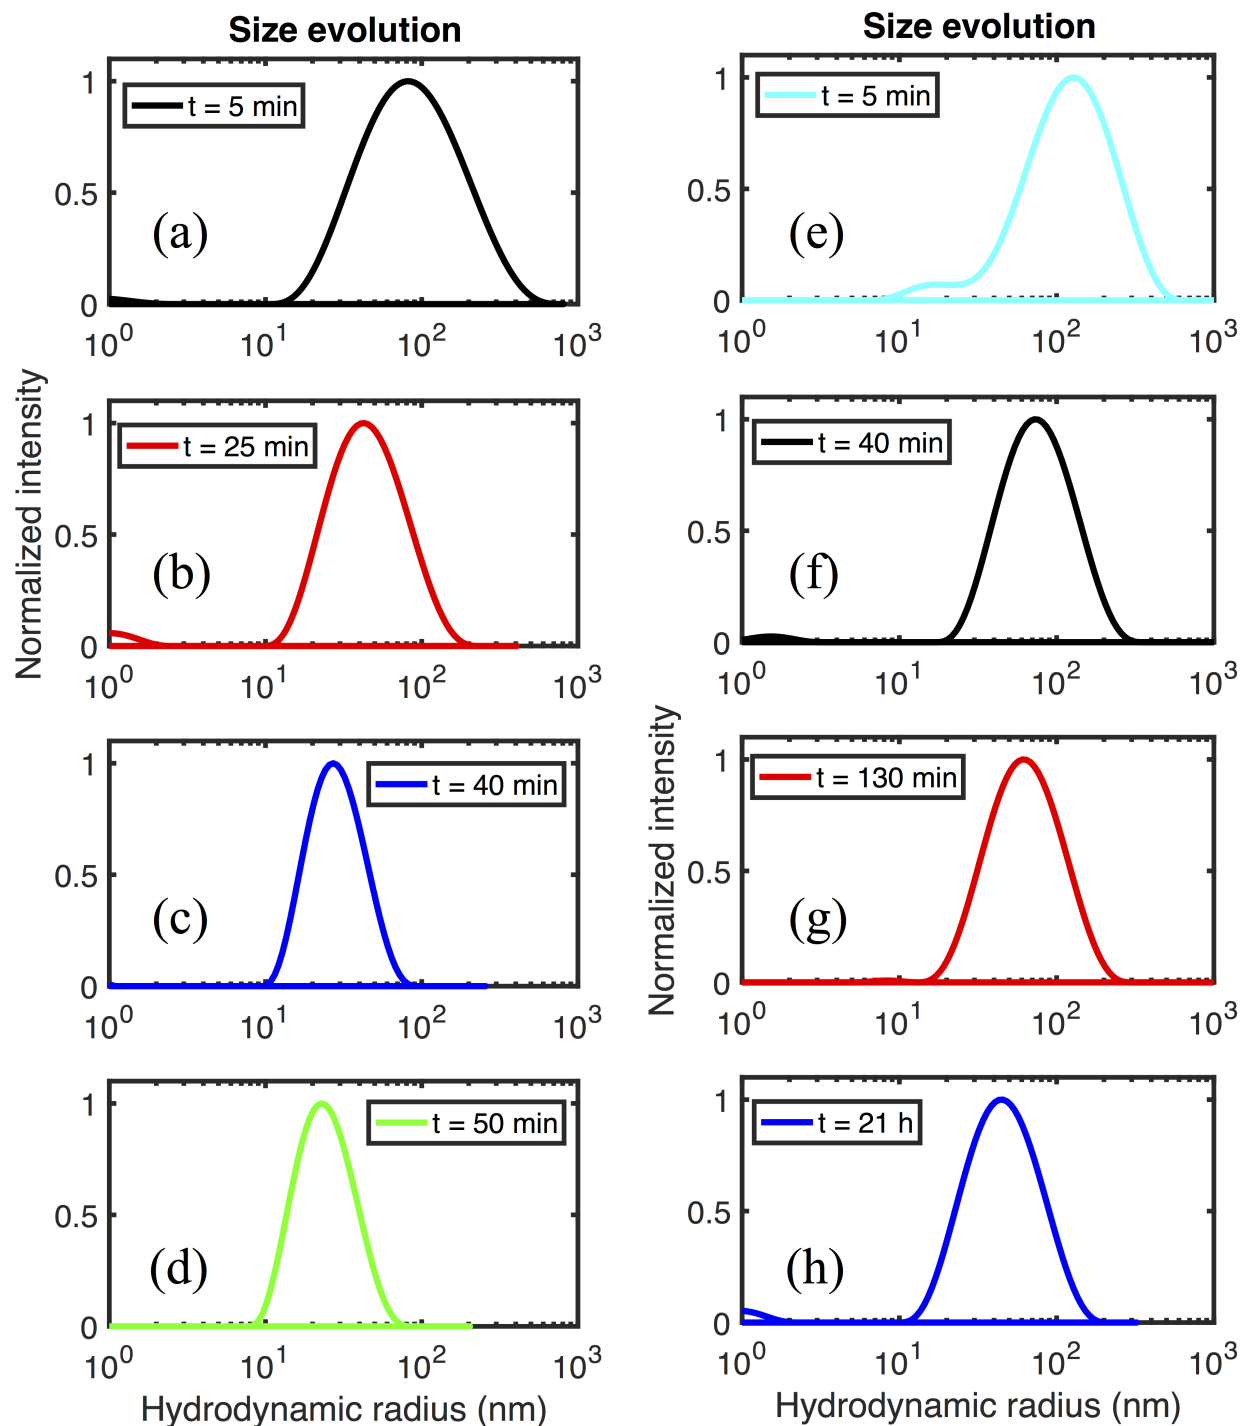 Size evolution
1
0.5
0
t = 5 min
(a)
10^0 10^1 10^2 10^3
1
0.5
0
t = 25 min
(b)
10^0 10^1 10^2 10^3
1
0.5
0
t = 40 min
(c)
10^0 10^1 10^2 10^3
1
0.5
0
t = 50 min
(d)
10^0 10^1 10^2 10^3
Normalized intensity
Hydrodynamic radius (nm)
Size evolution
1
0.5
0
t = 5 min
(e)
10^0 10^1 10^2 10^3
1
0.5
0
t = 40 min
(f)
10^0 10^1 10^2 10^3
1
0.5
0
t = 130 min
(g)
10^0 10^1 10^2 10^3
1
0.5
0
t = 21 h
(h)
10^0 10^1 10^2 10^3
Normalized intensity
Hydrodynamic radius (nm)